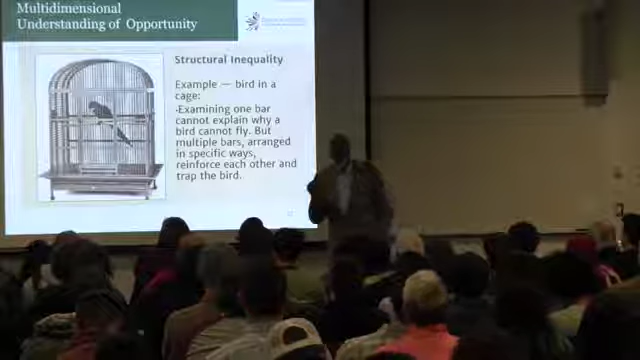 Multidimensional
Understanding of Opportunity
Structural Inequality
Example — bird in a
cage:
•Examining one bar
cannot explain why a
bird cannot fly. But
multiple bars, arranged
in specific ways,
reinforce each other and
trap the bird.